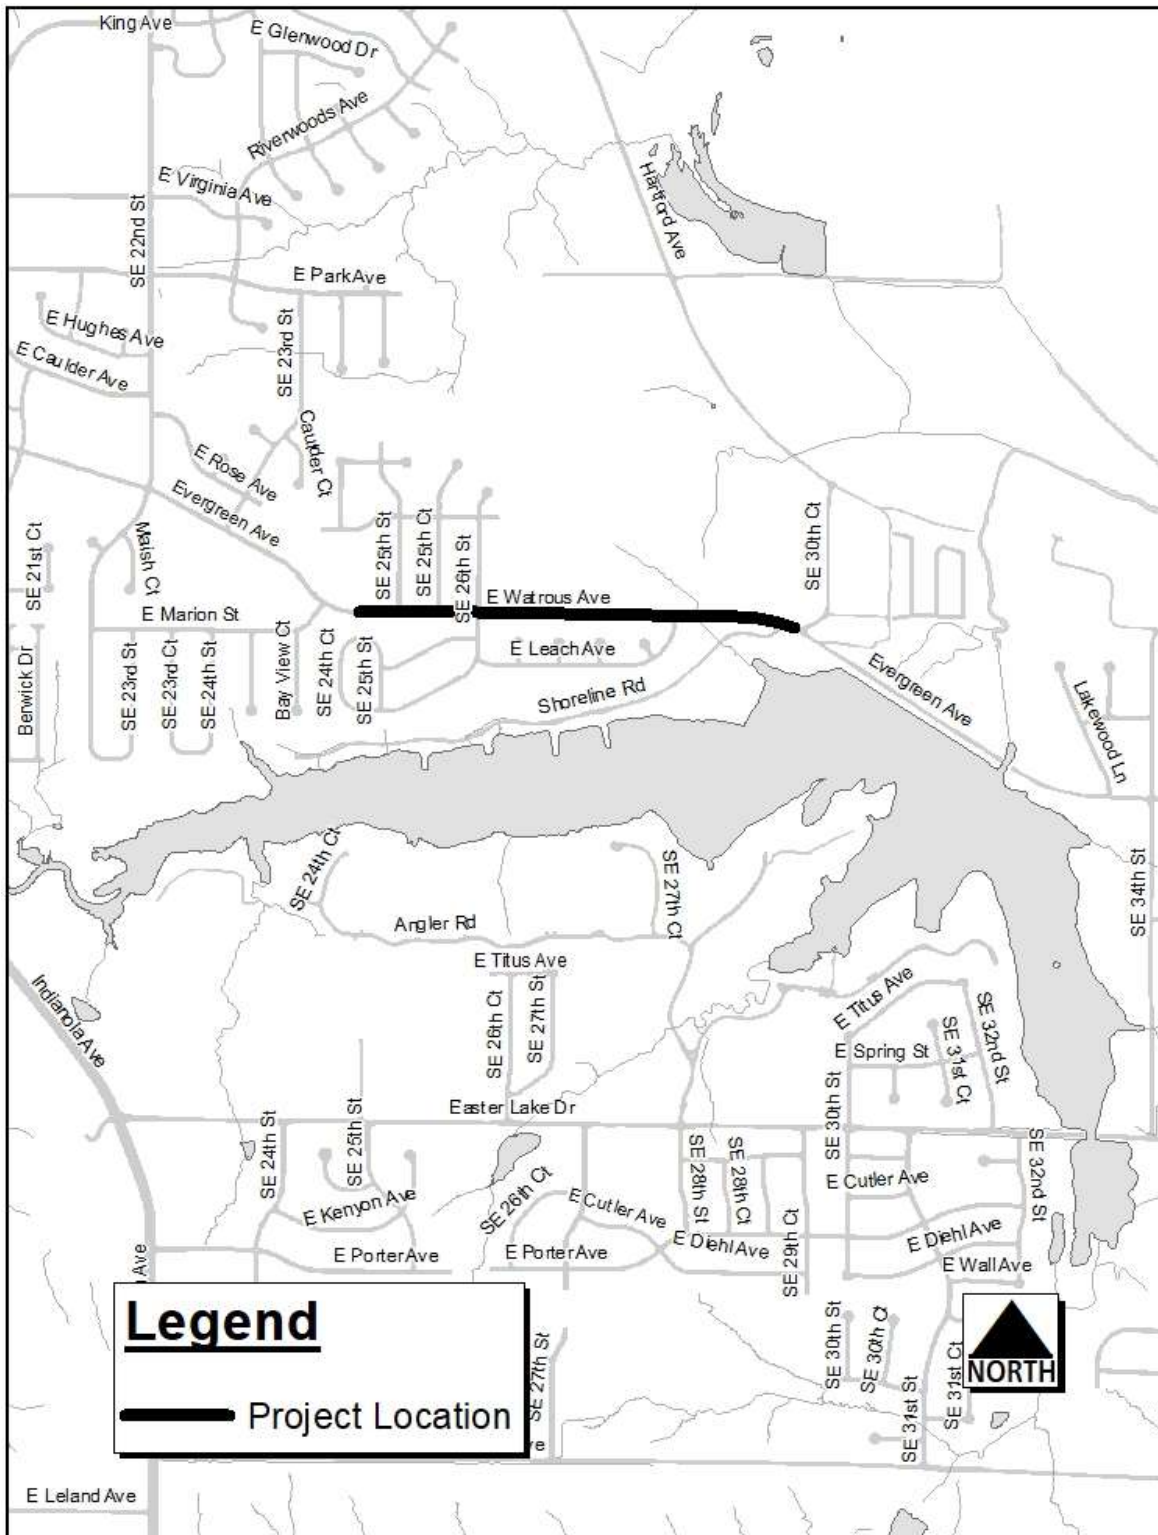 King Ave
E Glenwood Dr
Riverwoods Ave
E Virginia Ave
SE 22nd St
Hartford Ave
E Park Ave
E Hughes Ave
SE 23rd St
E Caulder Ave
Caulder Ct
E Rose Ave
Evergreen Ave
SE 21st Ct
Maish Ct
SE 25th St
SE 25th Ct
SE 26th St
SE 30th Ct
E Watrous Ave
E Marion St
E Leach Ave
Berwick Dr
SE 23rd St
SE 23rd Ct
SE 24th St
Bay View Ct
SE 24th Ct
SE 25th St
Shoreline Rd
Evergreen Ave
Lakewood Ln
SE 24th Ct
SE 27th Ct
SE 34th St
Angler Rd
E Titus Ave
Indianola Ave
SE 26th Ct
SE 27th St
E Titus Ave
SE 32nd St
E Spring St
SE 31st Ct
Easter Lake Dr
SE 24th St
SE 25th St
SE 30th St
SE 28th St
SE 28th Ct
SE 32nd St
E Cutler Ave
E Kenyon Ave
SE 26th Ct
E Cutler Ave
E Diehl Ave
E Diehl Ave
SE 29th Ct
E Porter Ave
E Porter Ave
E Wall Ave
Ave
Legend
Project Location
SE 27th St
ve
SE 30th St
SE 30th Ct
SE 31st St
SE 31st Ct
NORTH
E Leland Ave